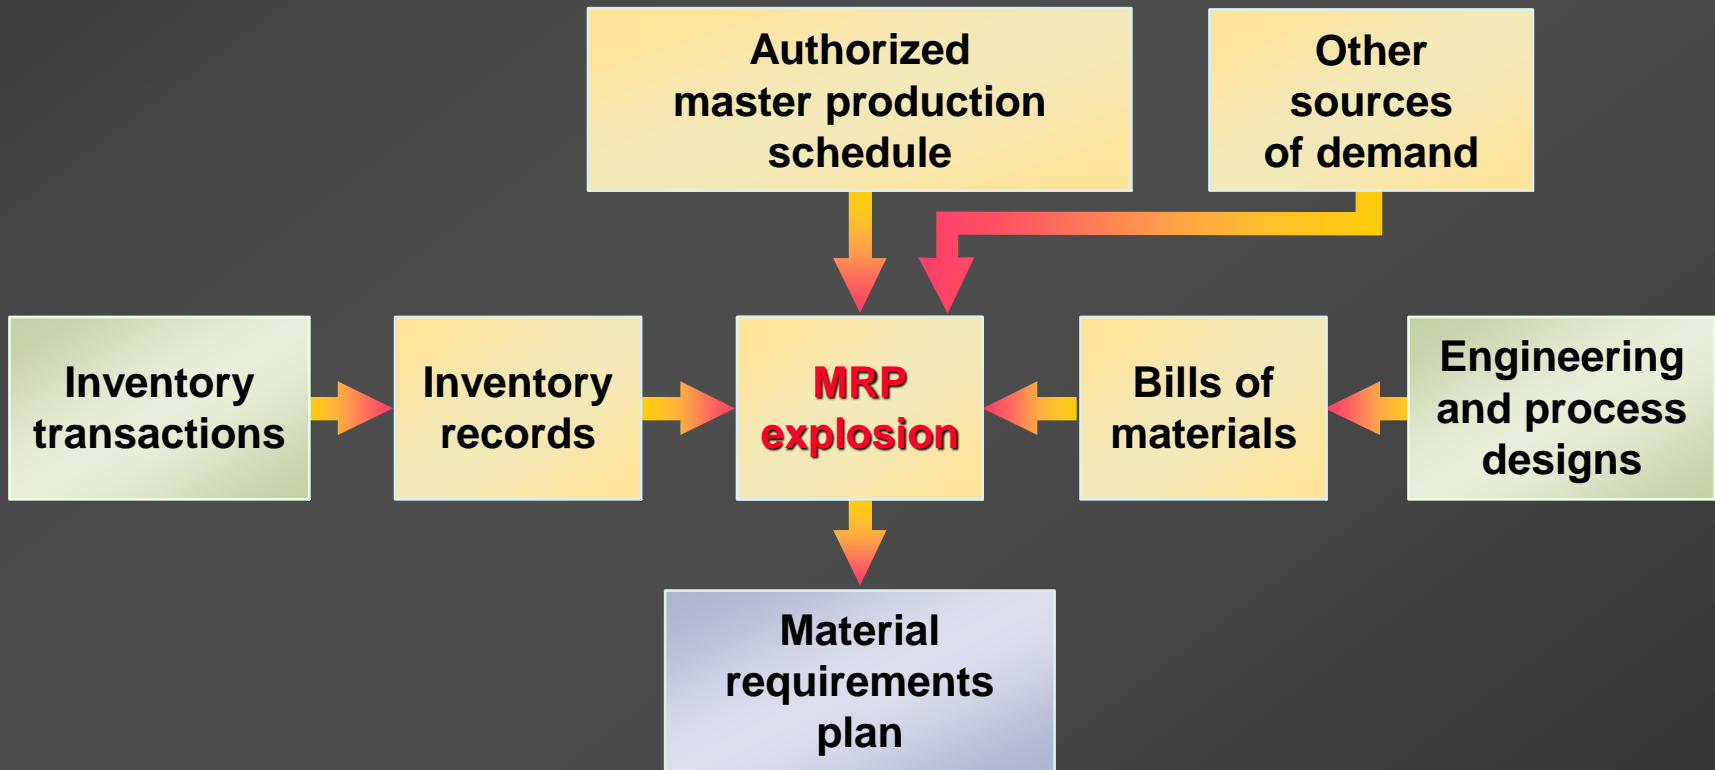 Authorized
master production
schedule
Other
sources
of demand
Inventory
transactions
Inventory
records
MRP
explosion
Bills of
materials
Engineering
and process
designs
Material
requirements
plan